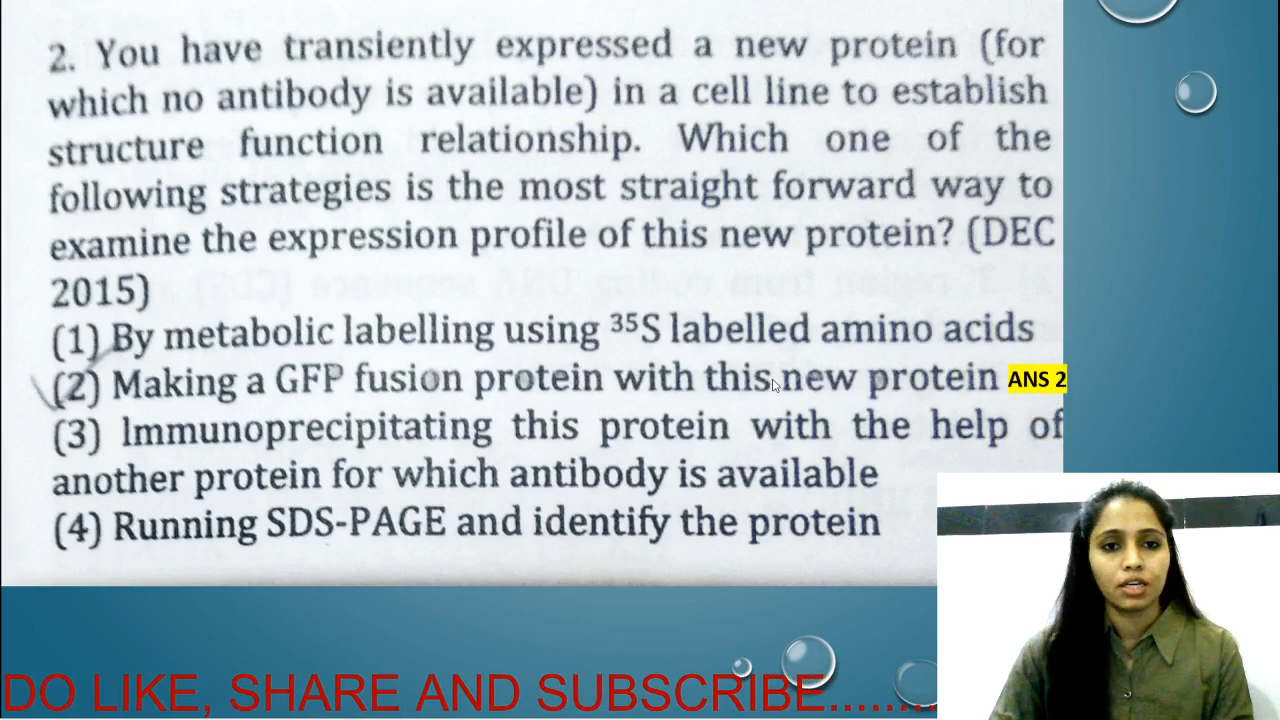 2. You have transiently expressed a new protein (for
which no antibody is available) in a cell line to establish
structure function relationship. Which one of the
following strategies is the most straight forward way to
examine the expression profile of this new protein? (DEC
2015)
(1) By metabolic labelling using ³⁵S labelled amino acids
(2) Making a GFP fusion protein with this new protein ANS 2
(3) Immunoprecipitating this protein with the help of
another protein for which antibody is available
(4) Running SDS-PAGE and identify the protein
DO LIKE, SHARE AND SUBSCRIBE.........